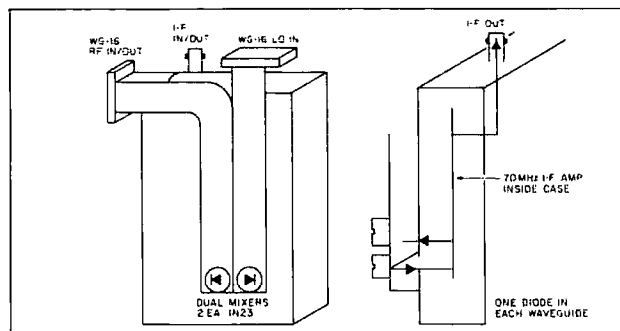 WG-16
RF IN/OUT
I-F
IN/OUT
WG-16 LO IN
DUAL MIXERS
2 EA IN23
I-F OUT
70MHz I-F AMP
INSIDE CASE
ONE DIODE IN
EACH WAVEGUIDE